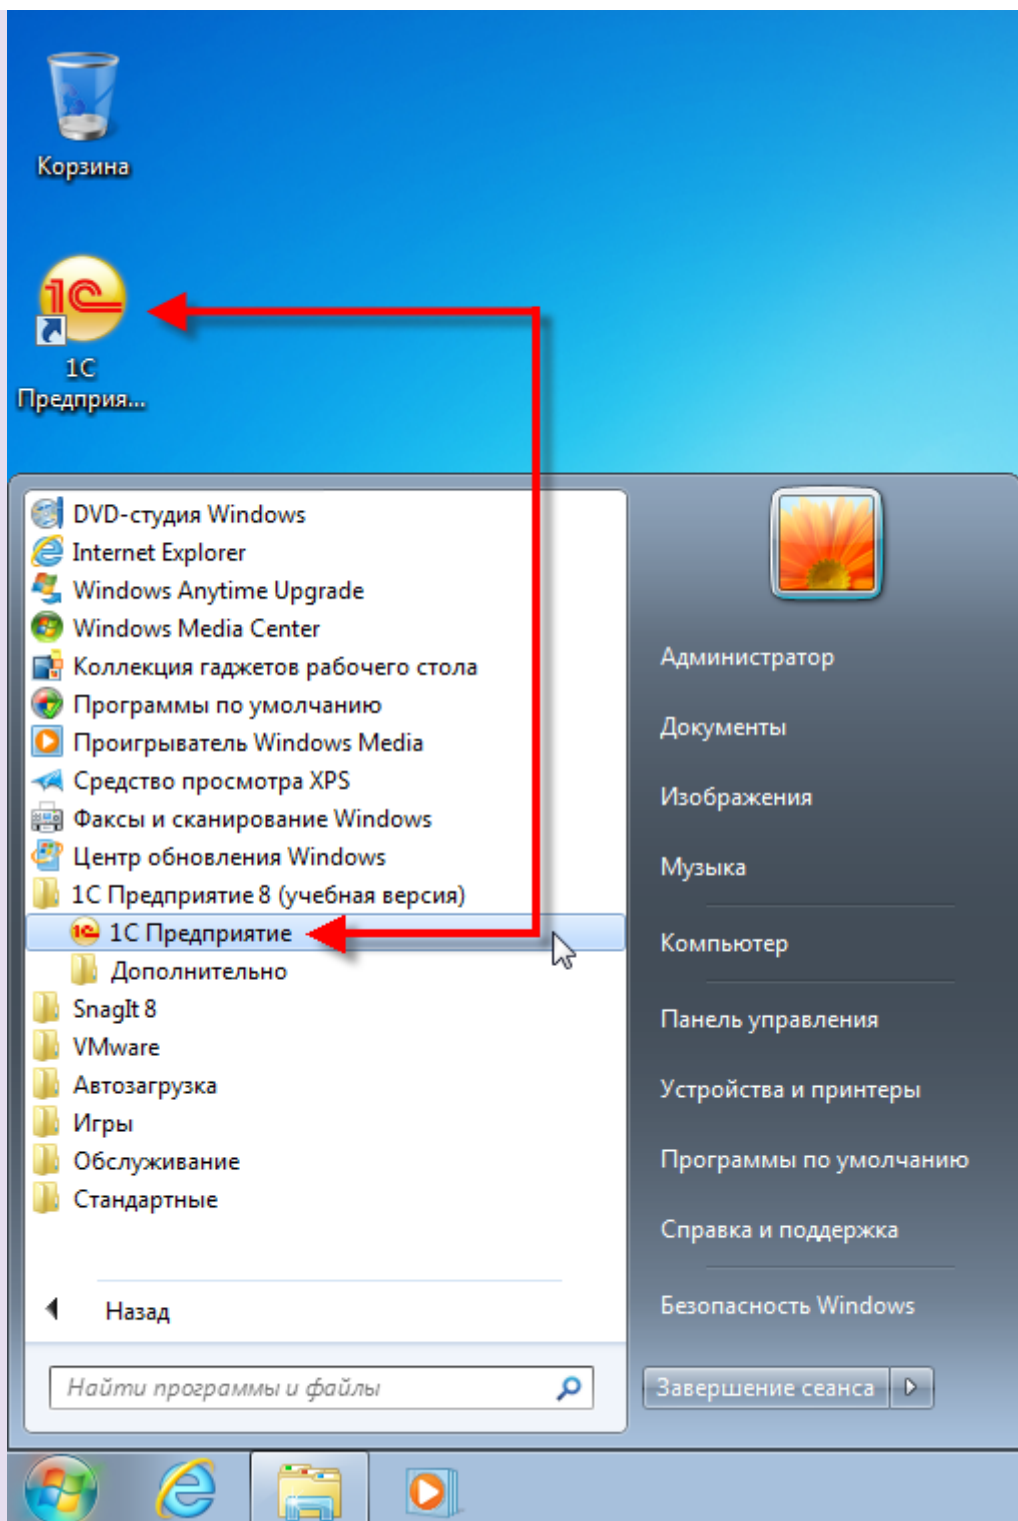 Корзина
1С
Предприя...
DVD-студия Windows
Internet Explorer
Windows Anytime Upgrade
Windows Media Center
Коллекция гаджетов рабочего стола
Программы по умолчанию
Проигрыватель Windows Media
Средство просмотра XPS
Факсы и сканирование Windows
Центр обновления Windows
1С Предприятие 8 (учебная версия)
1С Предприятие
Дополнительно
SnagIt 8
VMware
Автозагрузка
Игры
Обслуживание
Стандартные
Назад
Найти программы и файлы
Администратор
Документы
Изображения
Музыка
Компьютер
Панель управления
Устройства и принтеры
Программы по умолчанию
Справка и поддержка
Безопасность Windows
Завершение сеанса